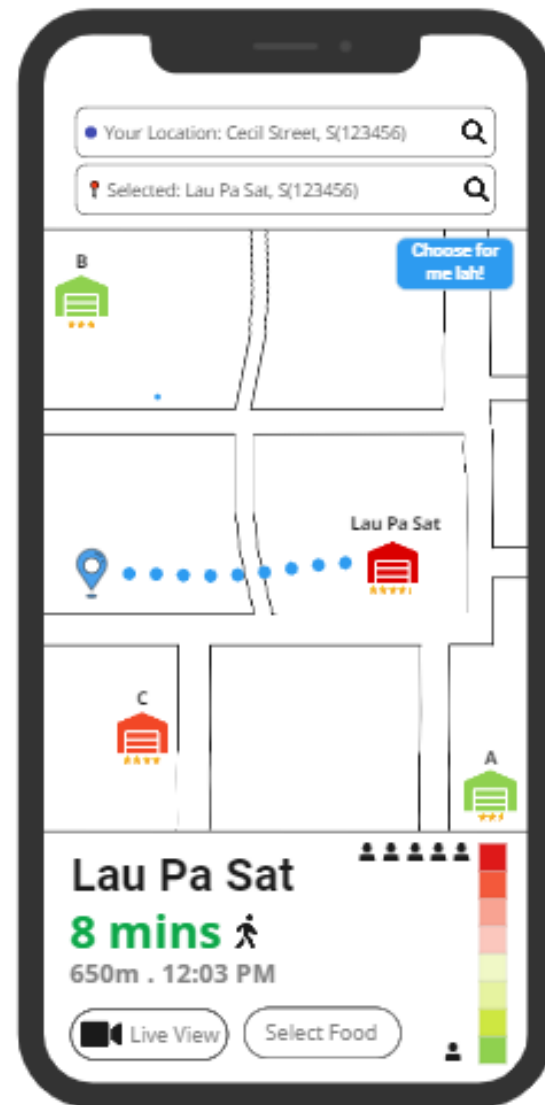 Your Location: Cecil Street, S(123456)
Selected: Lau Pa Sat, S(123456)
B
Choose for
me lah!
Lau Pa Sat
C
A
Lau Pa Sat
8 mins
650m . 12:03 PM
Live View
Select Food